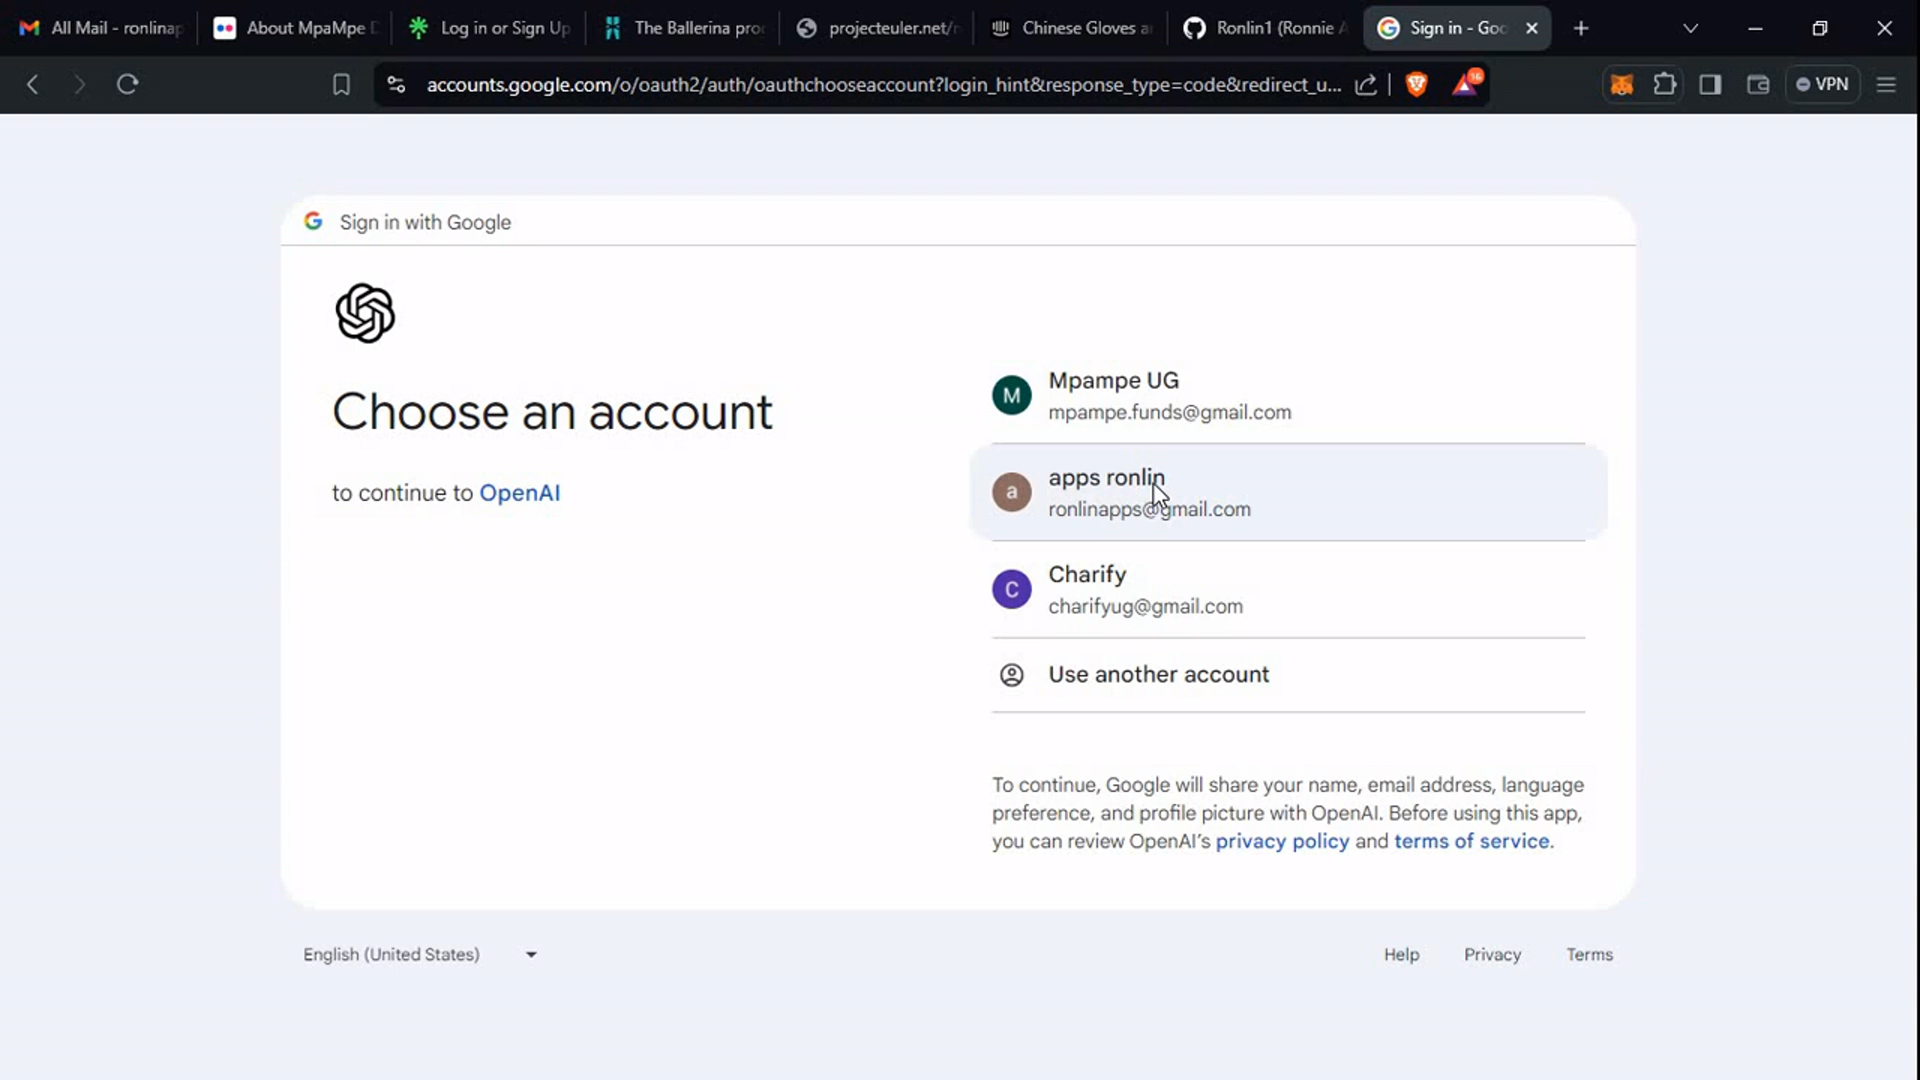 All Mail - ronlinap
About MpaMpe D
Log in or Sign Up
The Ballerina pro
projecteuler.net/
Chinese Gloves a
Ronlin1 (Ronnie A
Sign in - Goo
accounts.google.com/o/oauth2/auth/oauthchooseaccount?login_hint&response_type=code&redirect_u...
16
VPN
Sign in with Google
Choose an account
to continue to OpenAI
M
Mpampe UG
mpampe.funds@gmail.com
a
apps ronlin
ronlinapps@gmail.com
C
Charify
charifyug@gmail.com
Use another account
To continue, Google will share your name, email address, language
preference, and profile picture with OpenAI. Before using this app,
you can review OpenAI’s privacy policy and terms of service.
English (United States)
Help
Privacy
Terms